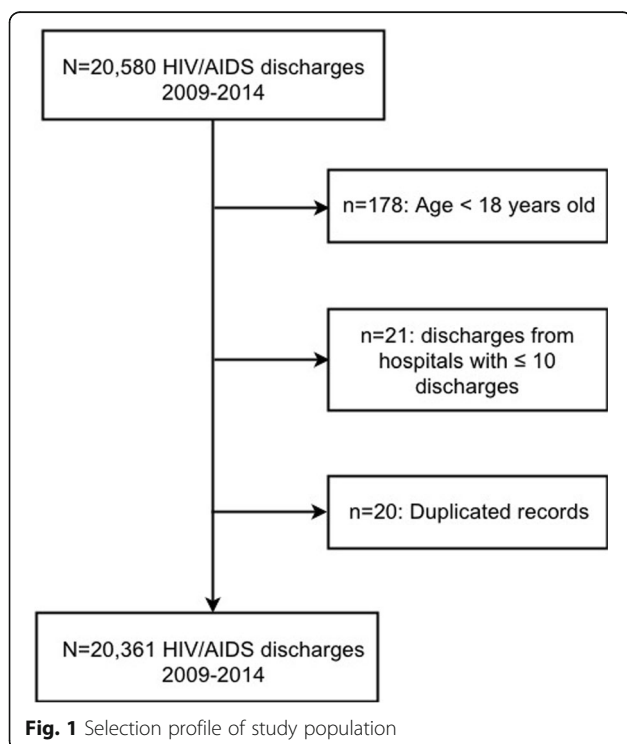 N=20,580 HIV/AIDS discharges
2009-2014
n=178: Age < 18 years old
n=21: discharges from
hospitals with ≤ 10
discharges
n=20: Duplicated records
N=20,361 HIV/AIDS discharges
2009-2014
Fig. 1 Selection profile of study population